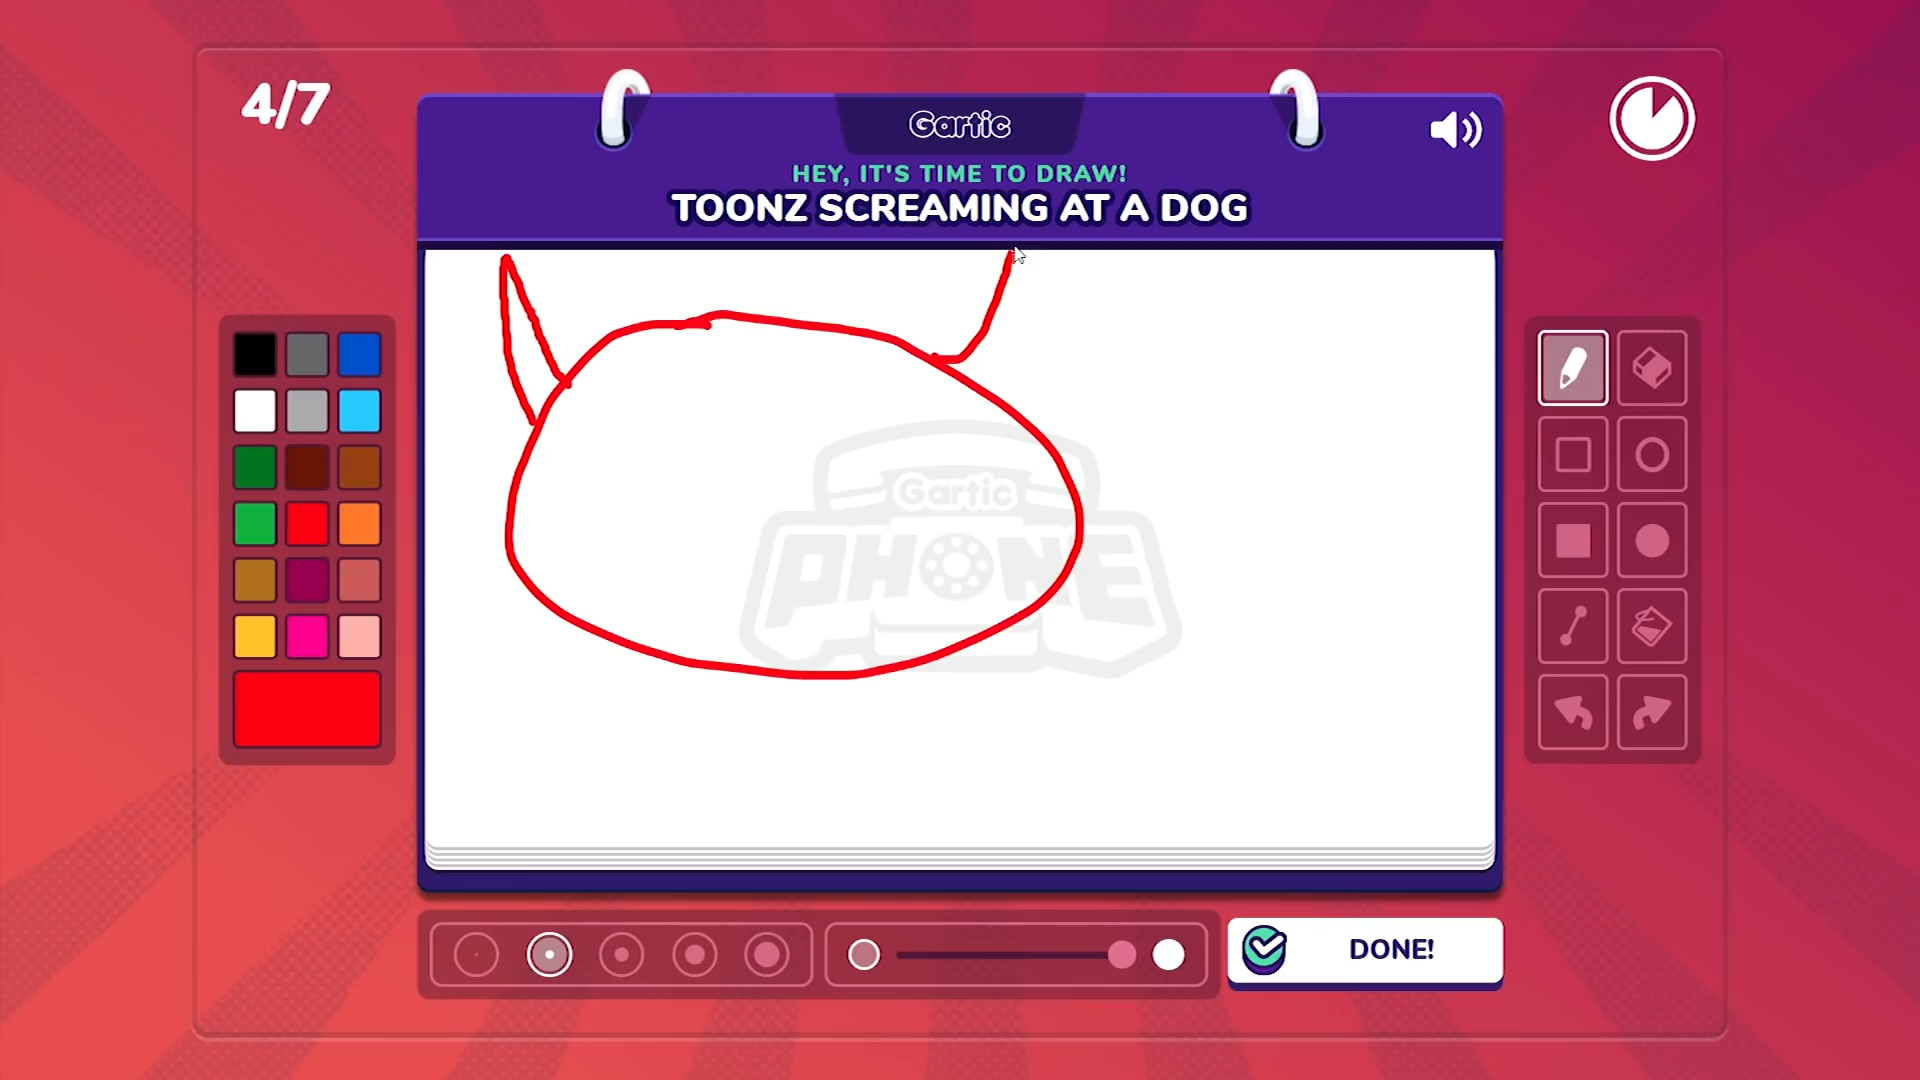 4/7
Gartic
HEY, IT'S TIME TO DRAW!
TOONZ SCREAMING AT A DOG
Gartic
PHONE
DONE!